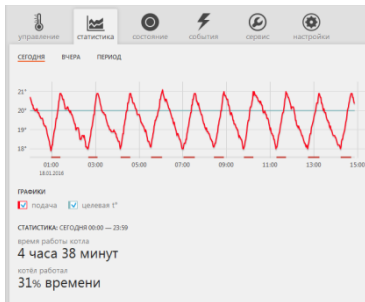 управление статистика состояние события сервис настройки
СЕГОДНЯ ВЧЕРА ПЕРИОД
21°
20°
19°
18°
01:00 03:00 05:00 07:00 09:00 11:00 13:00 15:00
18.01.2016
ГРАФИКИ
подача целевая t°
СТАТИСТИКА: СЕГОДНЯ 00:00 — 23:59
время работы котла
4 часа 38 минут
котёл работал
31% времени